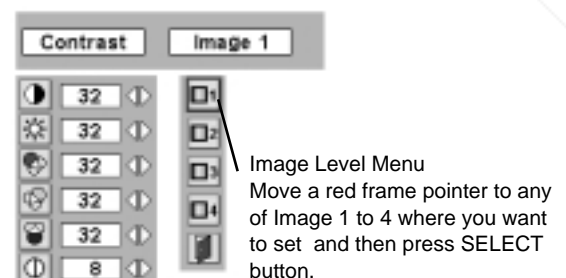 Contrast Image 1
32 1
32 2
32 3
32 4
32
8
Image Level Menu
Move a red frame pointer to any
of Image 1 to 4 where you want
to set and then press SELECT
button.